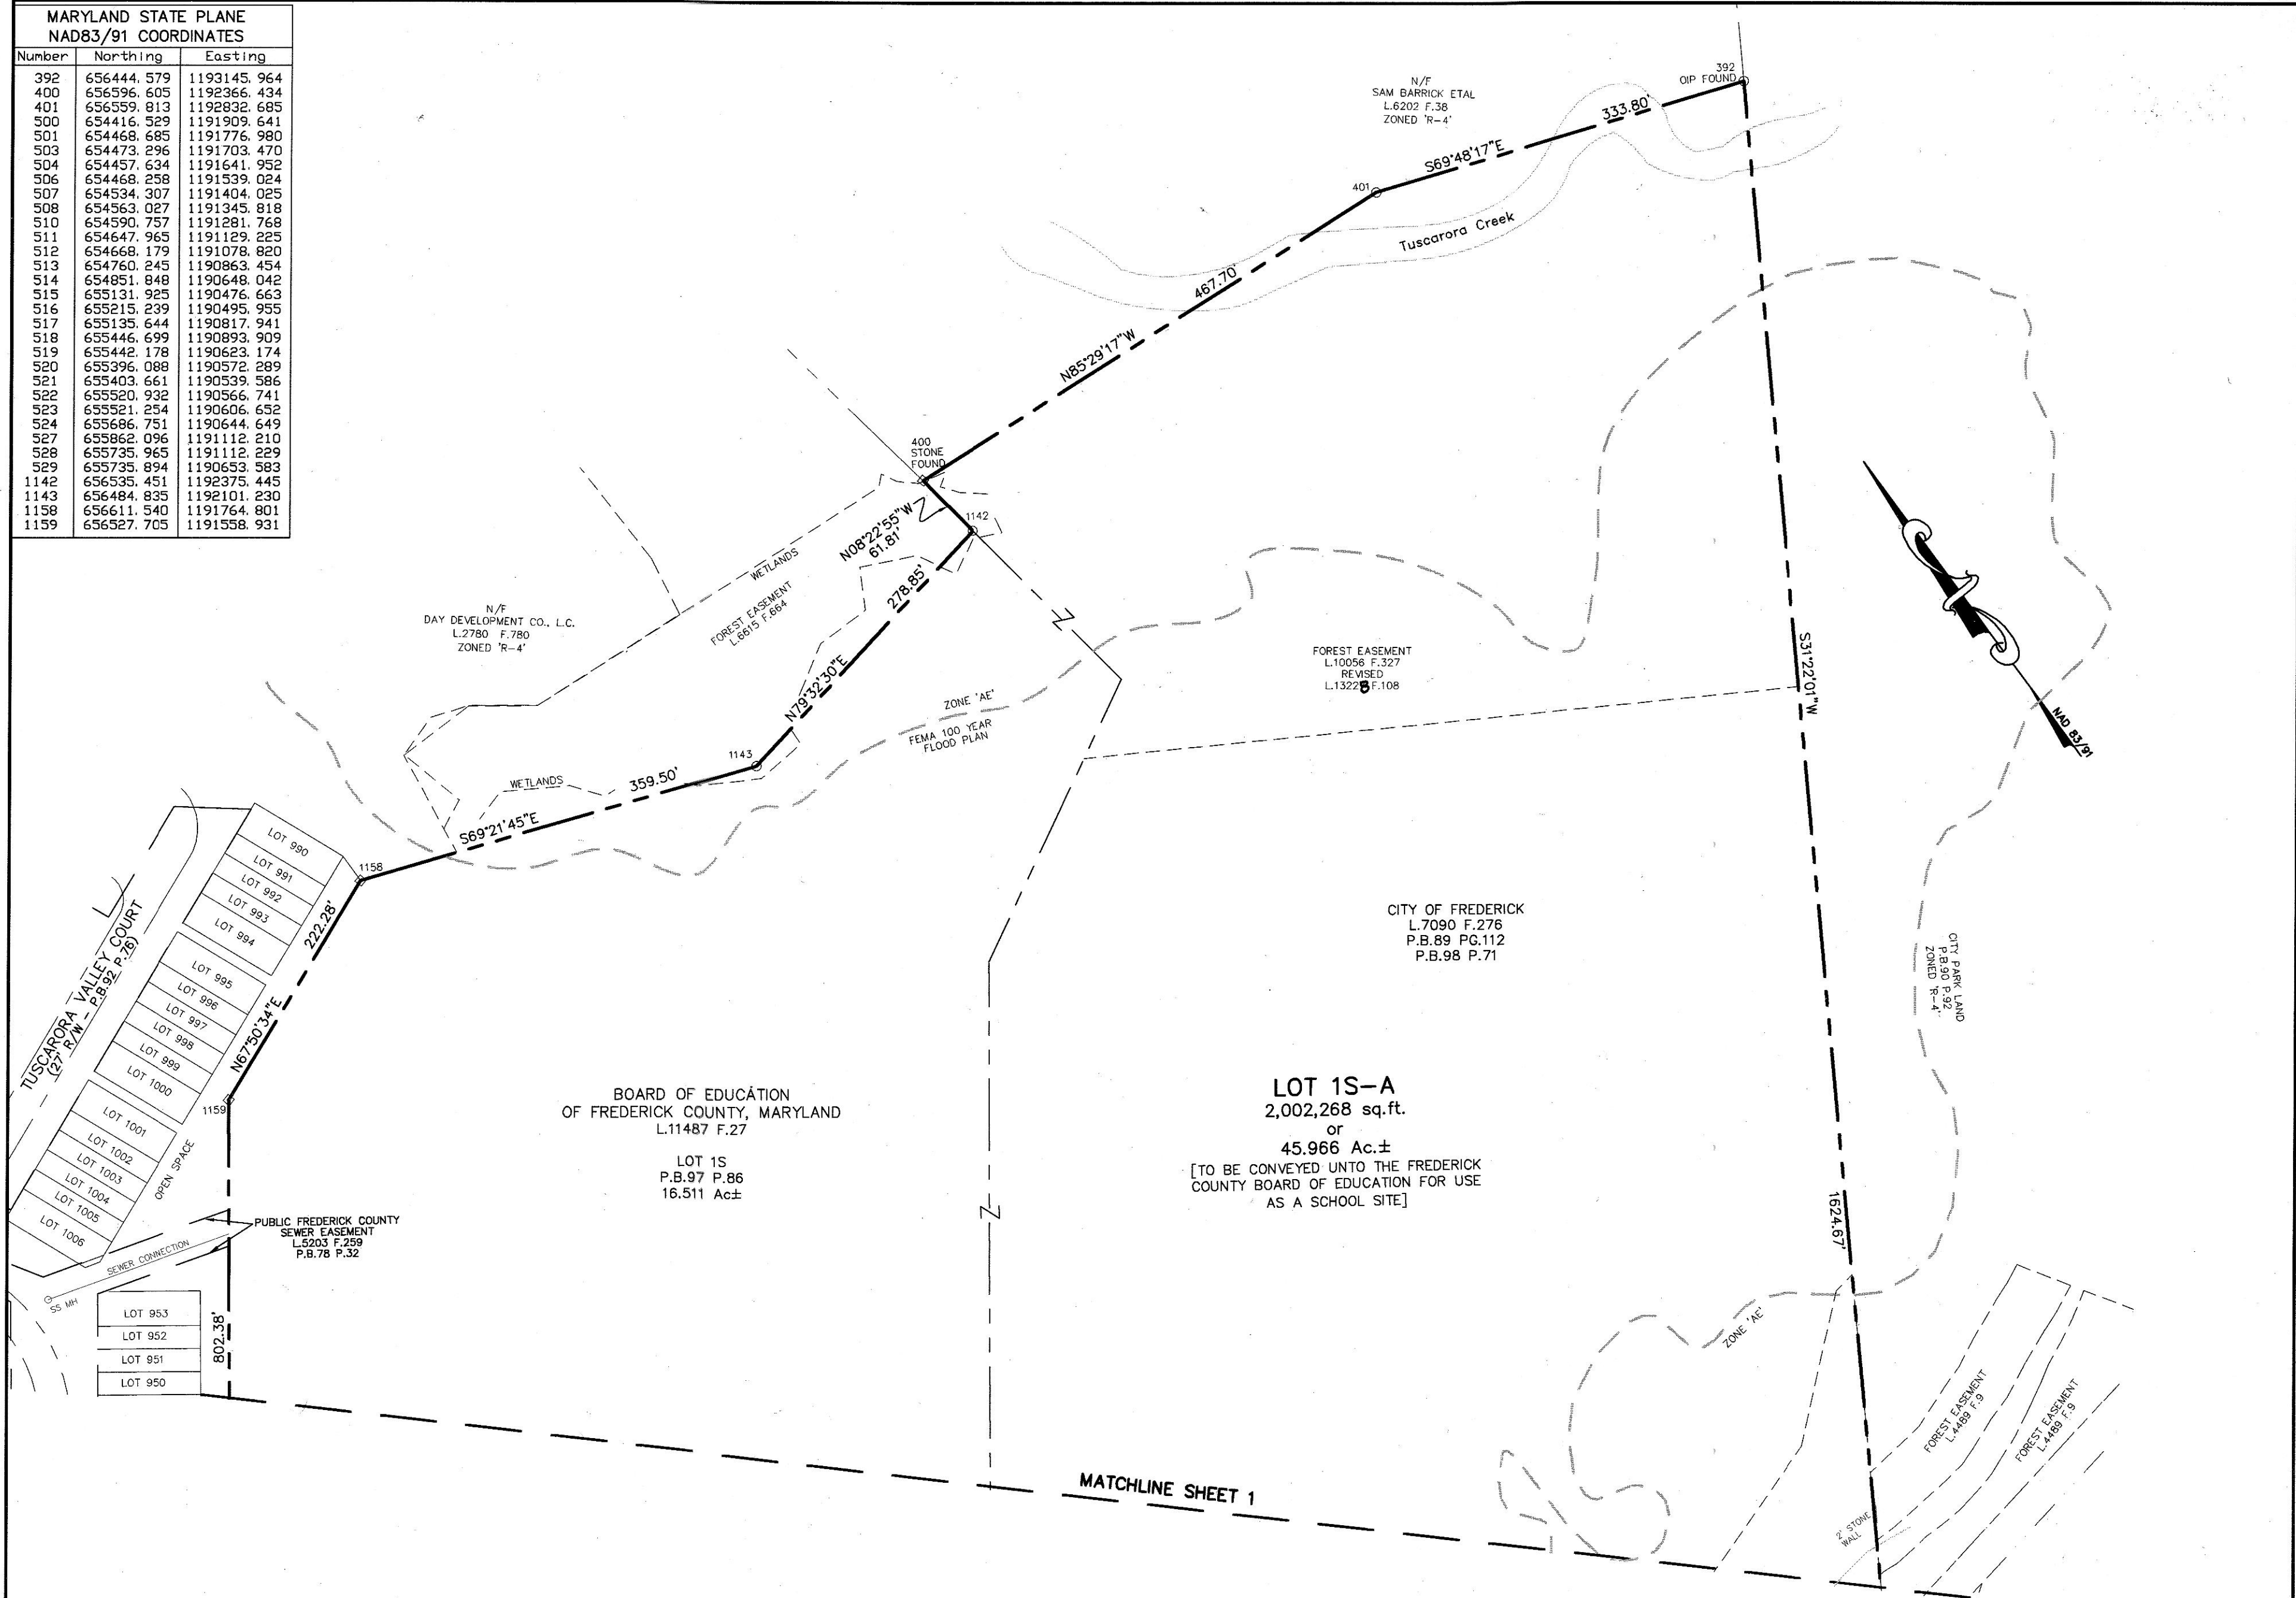 MARYLAND STATE PLANE
NAD83/91 COORDINATES
Number Northing Easting
392 656444.579 1193145.964
400 656596.605 1192366.434
401 656559.813 1192832.685
500 654416.529 1191909.641
501 654468.685 1191776.980
503 654473.296 1191703.470
504 654457.634 1191641.952
506 654468.258 1191539.024
507 654534.307 1191404.025
508 654563.027 1191345.818
510 654590.757 1191281.768
511 654647.965 1191129.225
512 654668.179 1191078.820
513 654760.245 1190863.454
514 654851.848 1190648.042
515 655131.925 1190476.663
516 655215.239 1190495.955
517 655135.644 1190817.941
518 655446.699 1190893.909
519 655442.178 1190623.174
520 655396.088 1190572.289
521 655403.661 1190539.586
522 655520.932 1190566.741
523 655521.254 1190606.652
524 655686.751 1190644.649
527 655862.096 1191112.210
528 655735.965 1191112.229
529 655735.894 1190653.583
1142 656535.451 1192375.445
1143 656484.835 1192101.230
1158 656611.540 1191764.801
1159 656527.705 1191558.931
392
OIP FOUND
N/F
SAM BARRICK ETAL
L.6202 F.38
ZONED 'R-4'
333.80'
S69°48'17"E
401
Tuscarora Creek
467.70'
N85°29'17"W
400
STONE
FOUND
1142
N08°22'55"W
61.81'
WETLANDS
FOREST EASEMENT
L.6615 F.664
278.85'
N79°32'30"E
N/F
DAY DEVELOPMENT CO., L.C.
L.2780 F.780
ZONED 'R-4'
FOREST EASEMENT
L.10056 F.327
REVISED
L.13228 F.108
S31°22'01"W
NAD 83/91
ZONE 'AE'
FEMA 100 YEAR
FLOOD PLAN
1143
WETLANDS
359.50'
S69°21'45"E
1158
LOT 990
LOT 991
LOT 992
LOT 993
LOT 994
222.28'
N67°50'34"E
TUSCARORA VALLEY COURT
(27' R/W - P.B.92 P.76)
LOT 995
LOT 996
LOT 997
LOT 998
LOT 999
LOT 1000
1159
CITY OF FREDERICK
L.7090 F.276
P.B.89 PG.112
P.B.98 P.71
CITY PARK LAND
P.B.90 P.92
ZONED 'R-4'
BOARD OF EDUCATION
OF FREDERICK COUNTY, MARYLAND
L.11487 F.27
LOT 1S
P.B.97 P.86
16.511 Ac±
LOT 1S-A
2,002,268 sq.ft.
or
45.966 Ac.±
[TO BE CONVEYED UNTO THE FREDERICK
COUNTY BOARD OF EDUCATION FOR USE
AS A SCHOOL SITE]
1624.67'
LOT 1001
LOT 1002
LOT 1003
LOT 1004
LOT 1005
LOT 1006
OPEN SPACE
PUBLIC FREDERICK COUNTY
SEWER EASEMENT
L.5203 F.259
P.B.78 P.32
SEWER CONNECTION
SS MH
LOT 953
LOT 952
LOT 951
LOT 950
802.38'
ZONE 'AE'
FOREST EASEMENT
L.4489 F.9
FOREST EASEMENT
L.4489 F.9
2' STONE
WALL
MATCHLINE SHEET 1